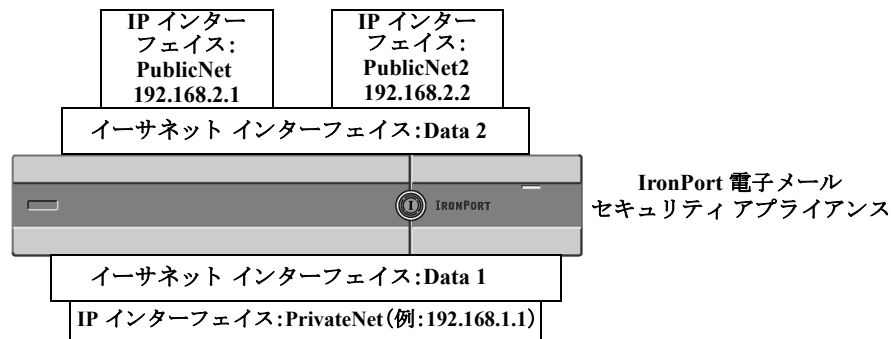 IP インター
フェイス:
PublicNet
192.168.2.1
IP インター
フェイス:
PublicNet2
192.168.2.2
イーサネット インターフェイス:Data 2
IRONPORT
IronPort 電子メール
セキュリティ アプライアンス
イーサネット インターフェイス:Data 1
IP インターフェイス:PrivateNet(例:192.168.1.1)